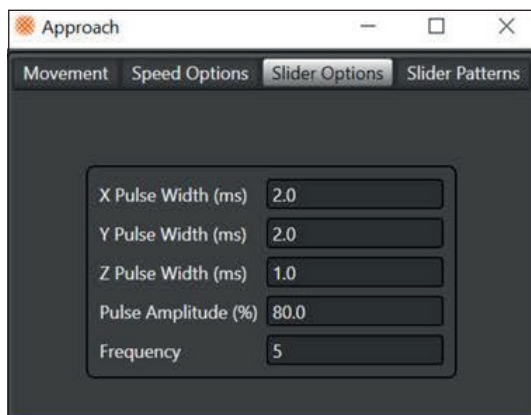 Approach
Movement Speed Options Slider Options Slider Patterns
X Pulse Width (ms) 2.0
Y Pulse Width (ms) 2.0
Z Pulse Width (ms) 1.0
Pulse Amplitude (%) 80.0
Frequency 5